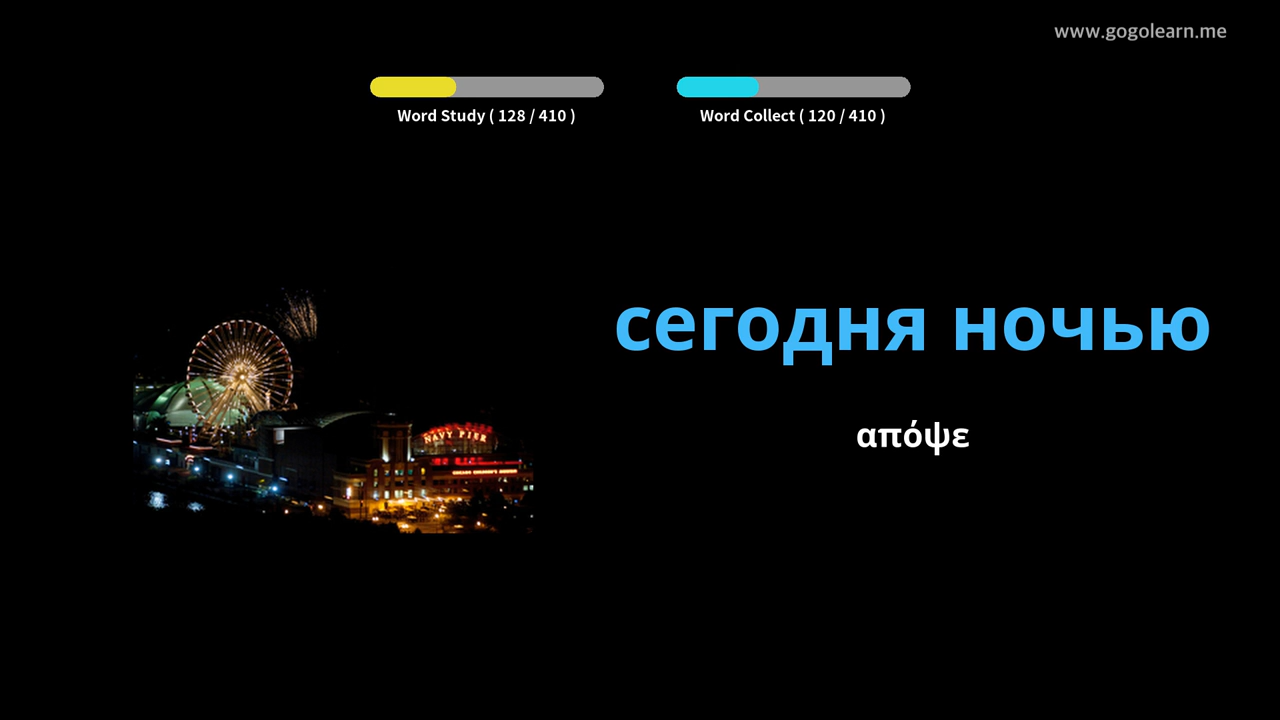 www.gogolearn.me
Word Study ( 128 / 410 )
Word Collect ( 120 / 410 )
сегодня ночью
απόψε
NAVY PIER